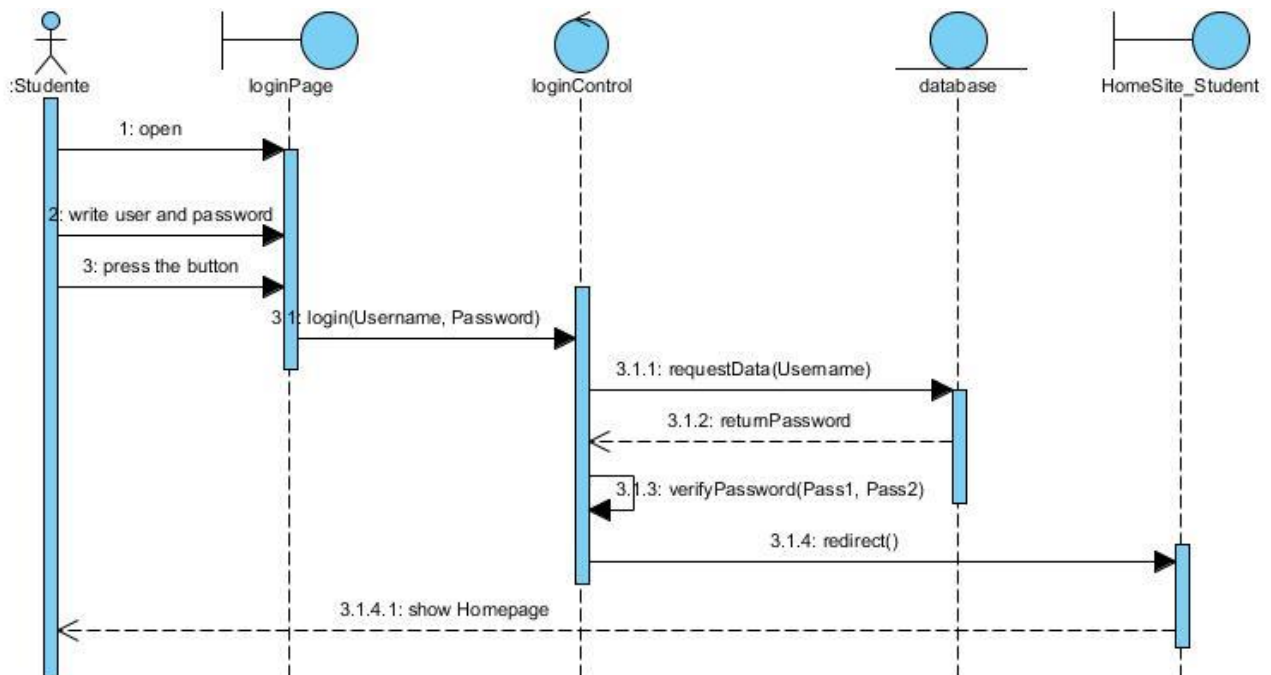 :Studente
loginPage
loginControl
database
HomeSite_Student
1: open
2: write user and password
3: press the button
3.1: login(Username, Password)
3.1.1: requestData(Username)
3.1.2: returnPassword
3.1.3: verifyPassword(Pass1, Pass2)
3.1.4: redirect()
3.1.4.1: show Homepage